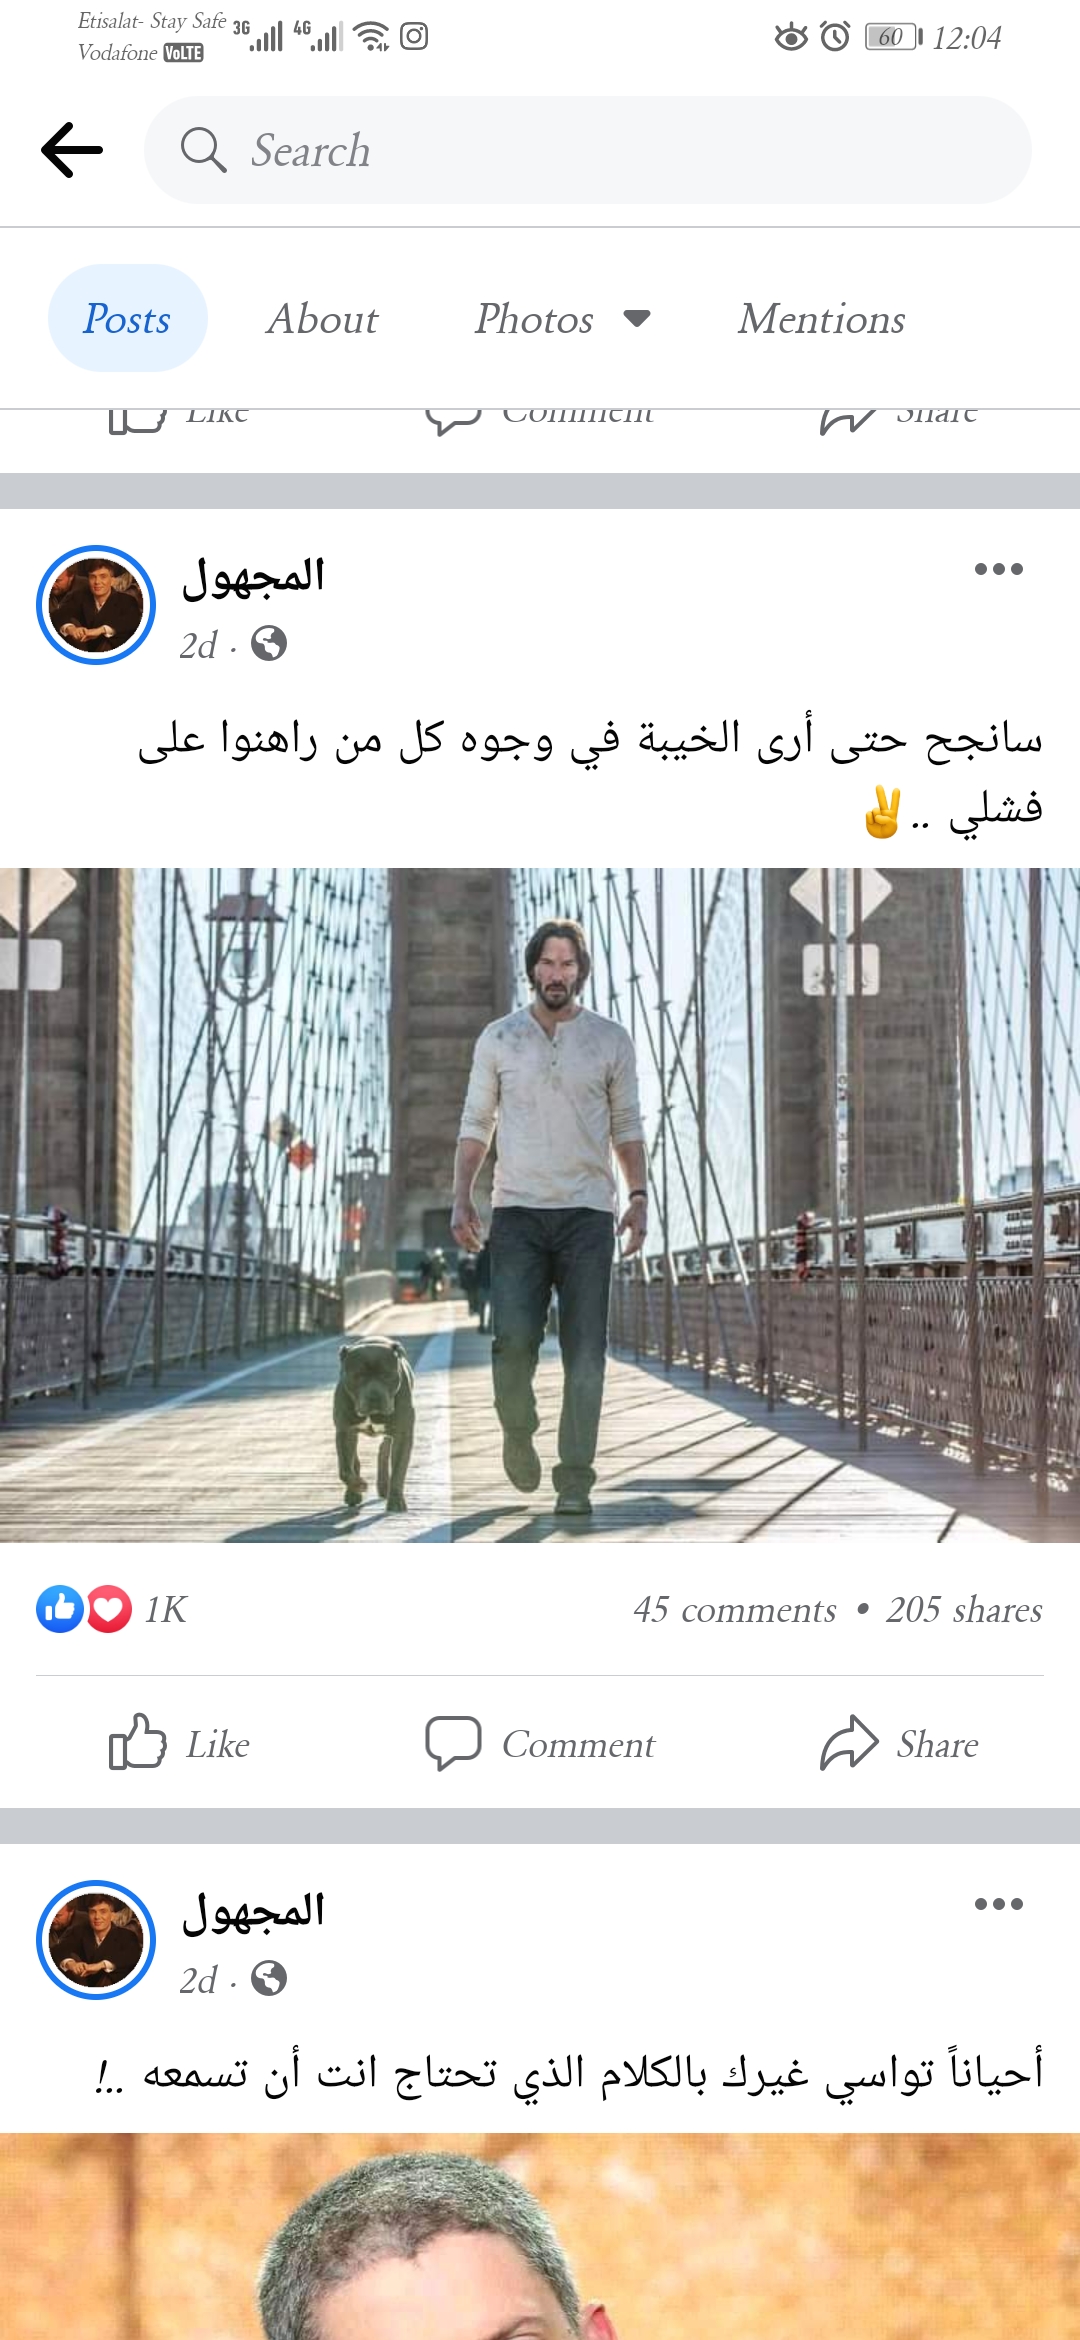 Etisalat- Stay Safe
Vodafone VoLTE
3G 4G
60 12:04
Search
Posts About Photos Mentions
Like Comment Share
المجهول
2d ·
سانجح حتى أرى الخيبة في وجوه كل من راهنوا على
فشلي ..✌️
1K 45 comments • 205 shares
Like Comment Share
المجهول
2d ·
أحياناً تواسي غيرك بالكلام الذي تحتاج انت أن تسمعه ..!